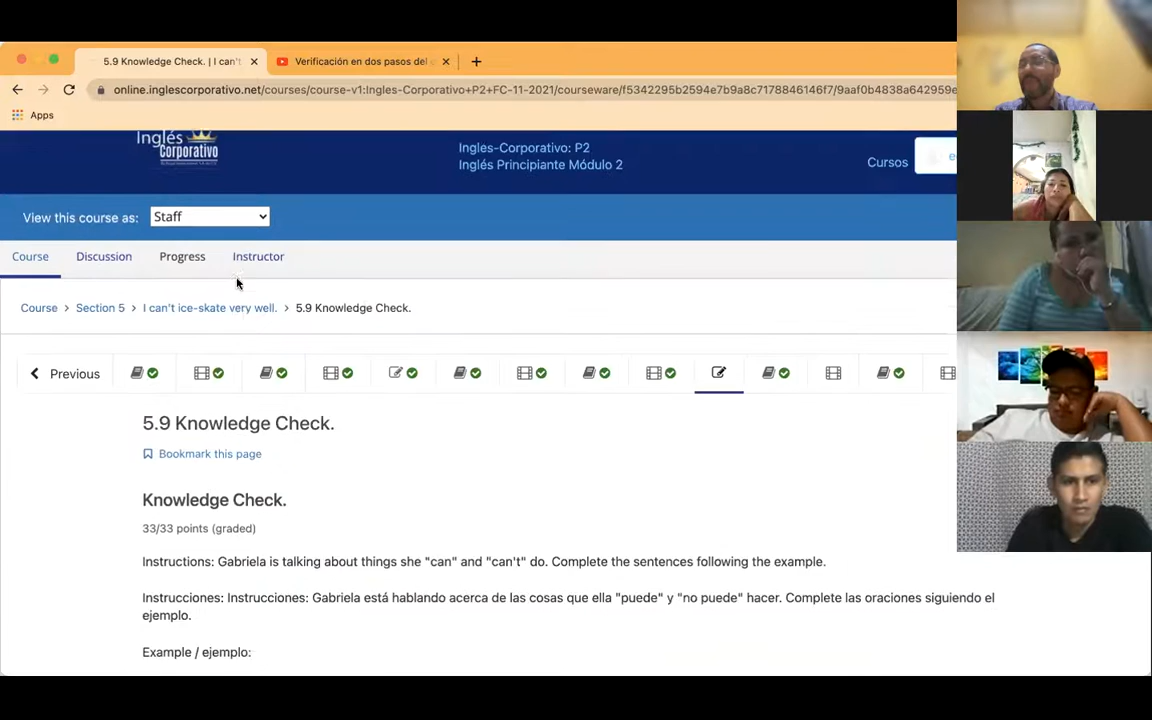 5.9 Knowledge Check. | I can't
Verificación en dos pasos del
online.inglescorporativo.net/courses/course-v1:Ingles-Corporativo+P2+FC-11-2021/courseware/f5342295b2594e7b9a8c7178846146f7/9aaf0b4838a642959e
Apps
Inglés
Corporativo
Ingles-Corporativo: P2
Inglés Principiante Módulo 2
Cursos
View this course as: Staff
Course Discussion Progress Instructor
Course > Section 5 > I can't ice-skate very well. > 5.9 Knowledge Check.
Previous
5.9 Knowledge Check.
Bookmark this page
Knowledge Check.
33/33 points (graded)
Instructions: Gabriela is talking about things she "can" and "can't" do. Complete the sentences following the example.
Instrucciones: Instrucciones: Gabriela está hablando acerca de las cosas que ella "puede" y "no puede" hacer. Complete las oraciones siguiendo el
ejemplo.
Example / ejemplo: